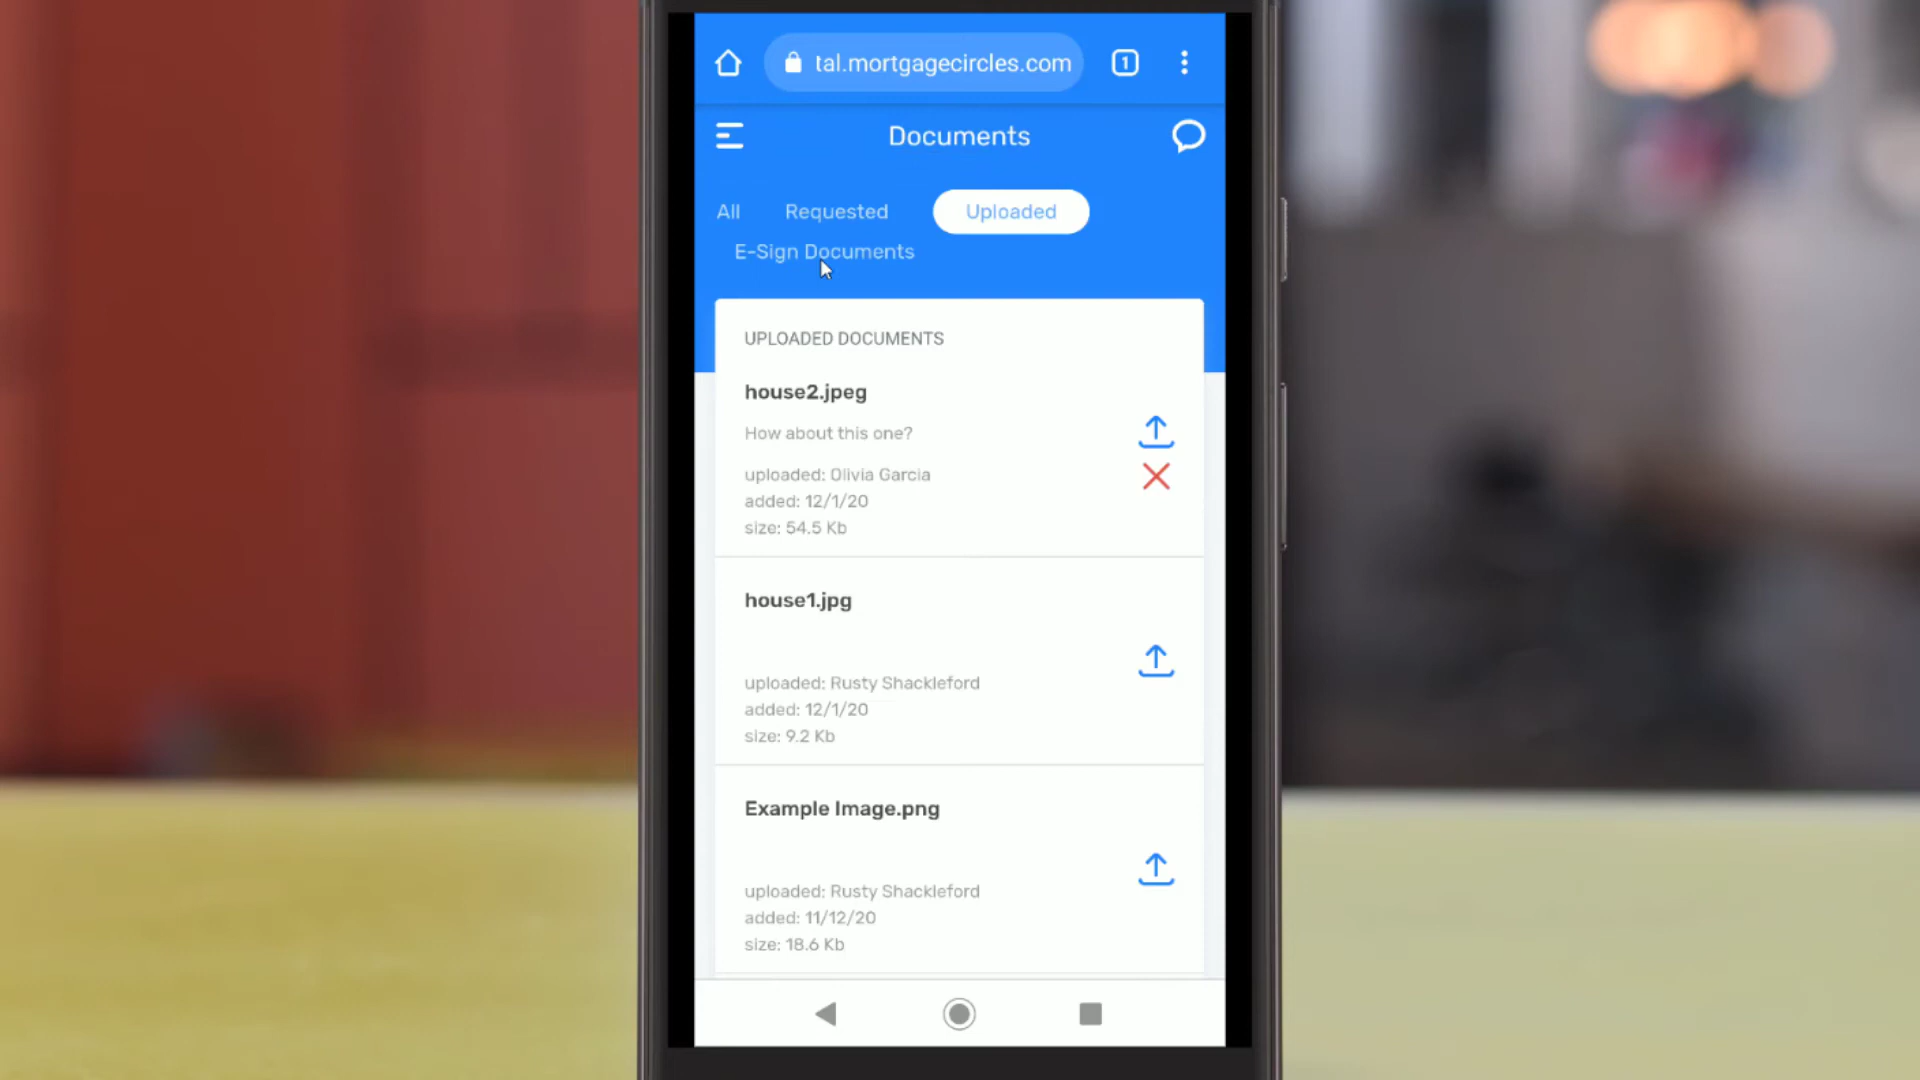 tal.mortgagecircles.com 1
Documents
All Requested Uploaded
E-Sign Documents
UPLOADED DOCUMENTS
house2.jpeg
How about this one?
uploaded: Olivia Garcia
added: 12/1/20
size: 54.5 Kb
house1.jpg
uploaded: Rusty Shackleford
added: 12/1/20
size: 9.2 Kb
Example Image.png
uploaded: Rusty Shackleford
added: 11/12/20
size: 18.6 Kb